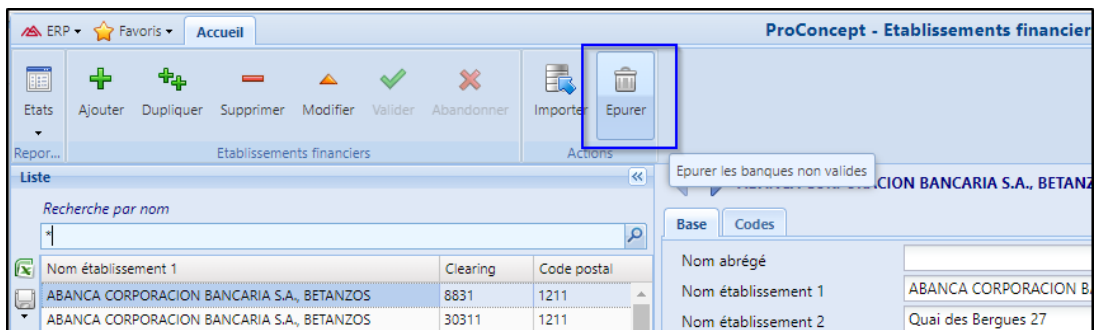 ERP Favoris Accueil ProConcept - Etablissements financier
Etats Ajouter Dupliquer Supprimer Modifier Valider Abandonner Importer Epurer
Repor... Etablissements financiers Actions
Epurer les banques non valides
Liste
BANCARIA S.A., BETANZ
Recherche par nom
*
Base Codes
Nom établissement 1 Clearing Code postal
Nom abrégé
ABANCA CORPORACION BANCARIA S.A., BETANZOS 8831 1211
Nom établissement 1 ABANCA CORPORACION B
ABANCA CORPORACION BANCARIA S.A., BETANZOS 30311 1211
Nom établissement 2 Quai des Bergues 27